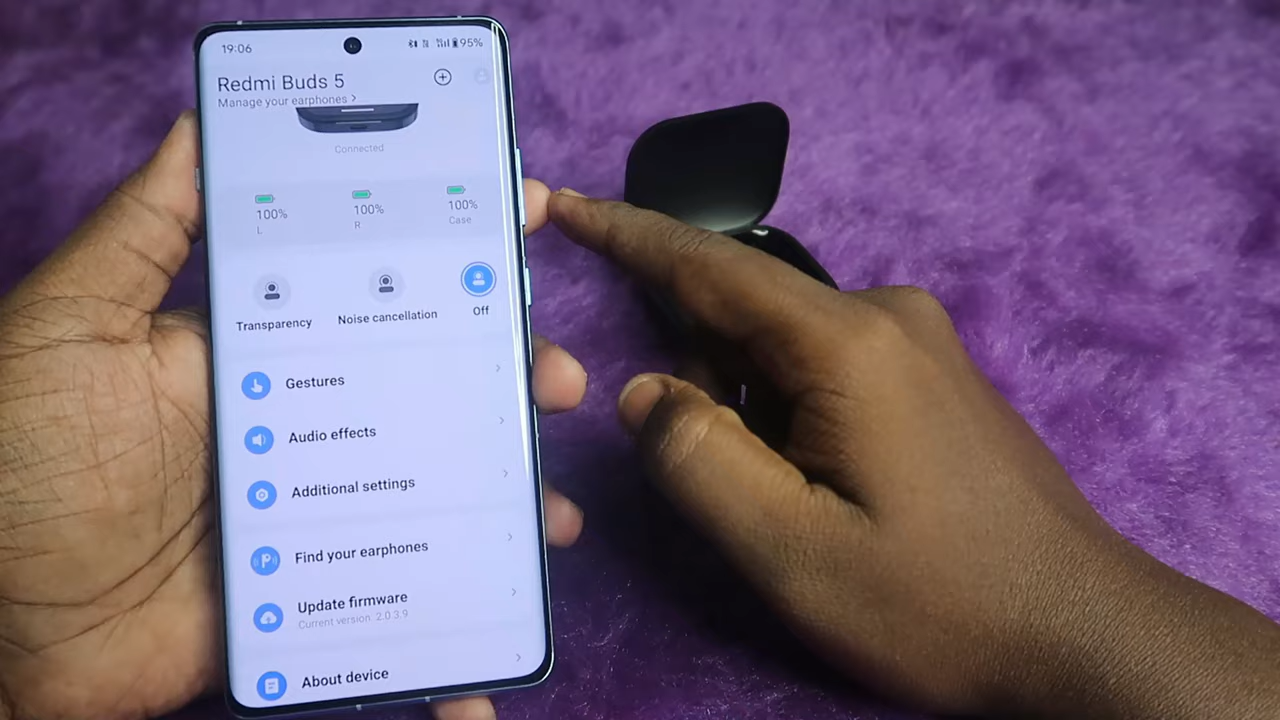 19:06
95%
Redmi Buds 5
Manage your earphones >
Connected
100% 100% 100%
L R Case
Transparency Noise cancellation Off
Gestures
Audio effects
Additional settings
Find your earphones
Update firmware
Current version 2.0.3.9
About device